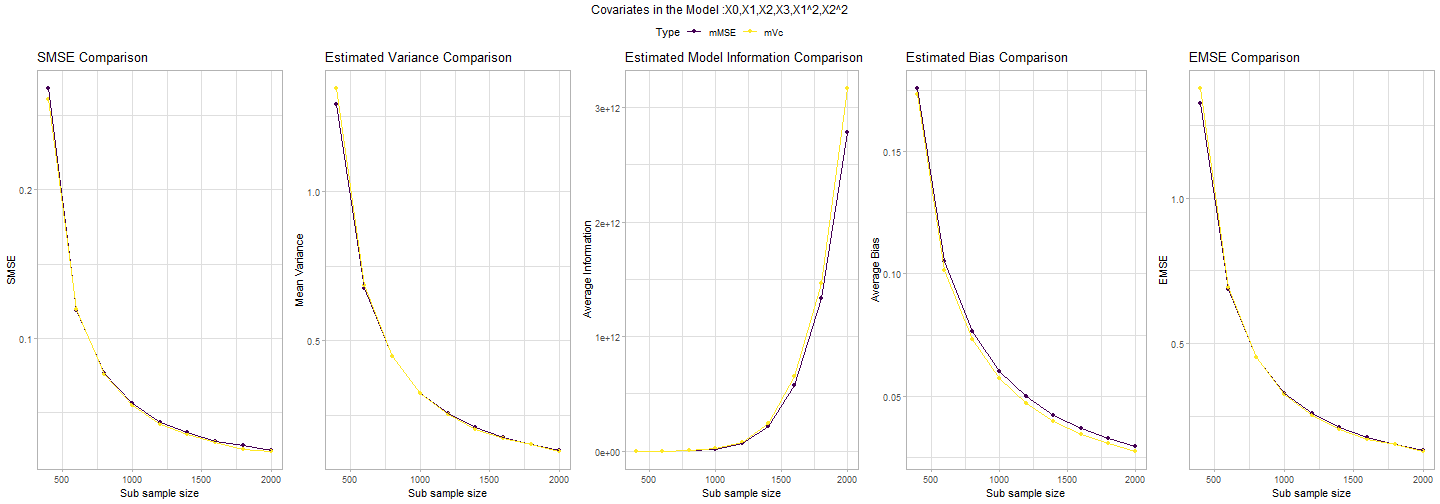 Covariates in the Model :X0,X1,X2,X3,X1^2,X2^2
Type mMSE mVc
SMSE Comparison
SMSE
0.2
0.1
500 1000 1500 2000
Sub sample size
Estimated Variance Comparison
Mean Variance
1.0
0.5
500 1000 1500 2000
Sub sample size
Estimated Model Information Comparison
Average Information
3e+12
2e+12
1e+12
0e+00
500 1000 1500 2000
Sub sample size
Estimated Bias Comparison
Average Bias
0.15
0.10
0.05
500 1000 1500 2000
Sub sample size
EMSE Comparison
EMSE
1.0
0.5
500 1000 1500 2000
Sub sample size